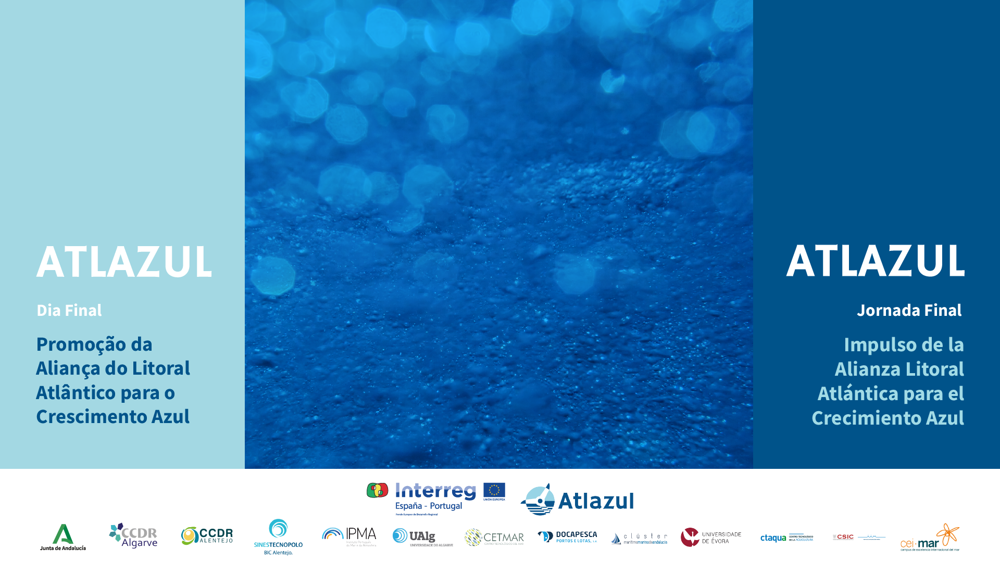 ATLAZUL
Dia Final
Promoção da
Aliança do Litoral
Atlântico para o
Crescimento Azul
ATLAZUL
Jornada Final
Impulso de la
Alianza Litoral
Atlántica para el
Crecimiento Azul
Interreg
España - Portugal
Fondo Europeo de Desarrollo Regional
UNIÓN EUROPEA
Atlazul
Junta de Andalucía
CCDR
Algarve
CCDR
ALENTEJO
SINESTECNOPOLO
BIC Alentejo.
IPMA
Instituto Português
do Mar e da Atmosfera
UAlg
UNIVERSIDADE DO ALGARVE
CETMAR
CENTRO TECNOLÓGICO DEL MAR
DOCAPESCA
PORTOS E LOTAS, S.A.
clúster
marítimomarinodeandalucía
UNIVERSIDADE
DE ÉVORA
ctaqua
CENTRO TECNOLÓGICO
DE LA ACUICULTURA
CSIC
cei·mar
campus de excelencia internacional del mar